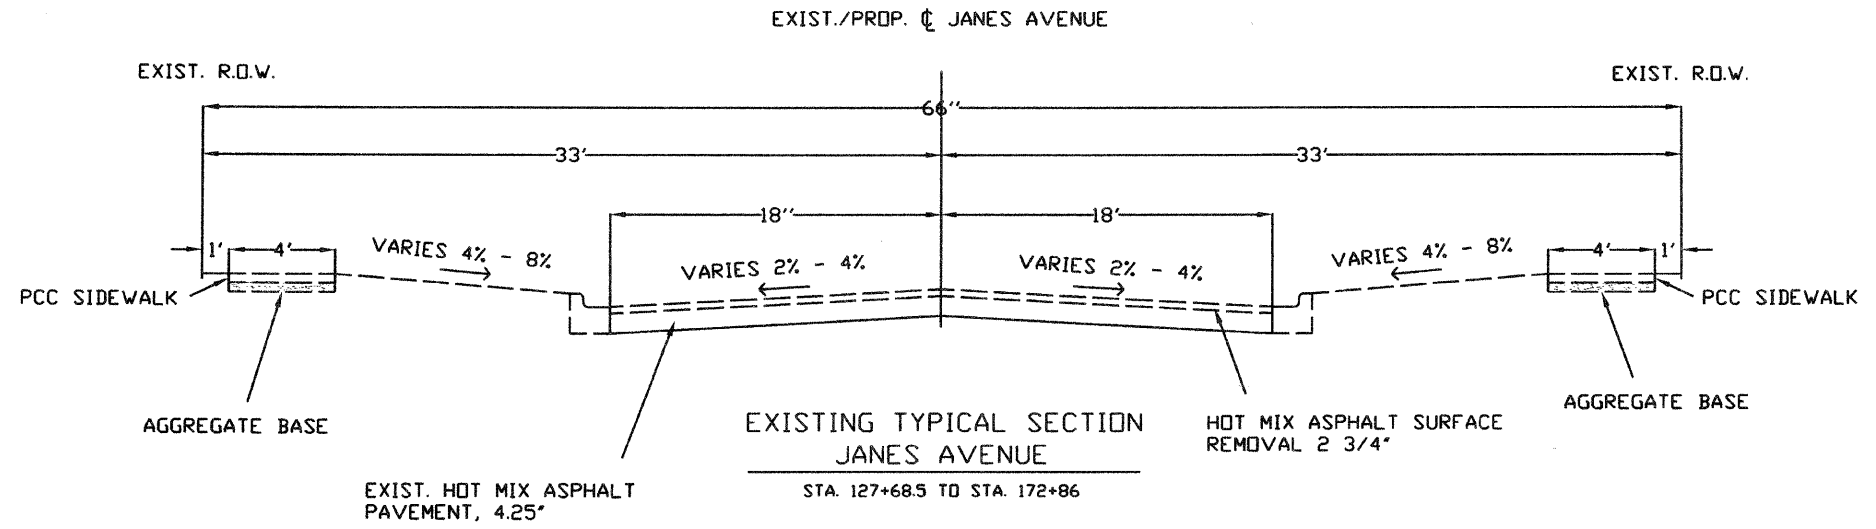 EXIST./PROP. ℄ JANES AVENUE
EXIST. R.O.W.
EXIST. R.O.W.
66''
33'
33'
18''
18'
1'
4'
VARIES 4% - 8%
VARIES 2% - 4%
VARIES 2% - 4%
VARIES 4% - 8%
4'
1'
PCC SIDEWALK
PCC SIDEWALK
AGGREGATE BASE
AGGREGATE BASE
HOT MIX ASPHALT SURFACE
REMOVAL 2 3/4"
EXISTING TYPICAL SECTION
JANES AVENUE
STA. 127+68.5 TO STA. 172+86
EXIST. HOT MIX ASPHALT
PAVEMENT, 4.25"